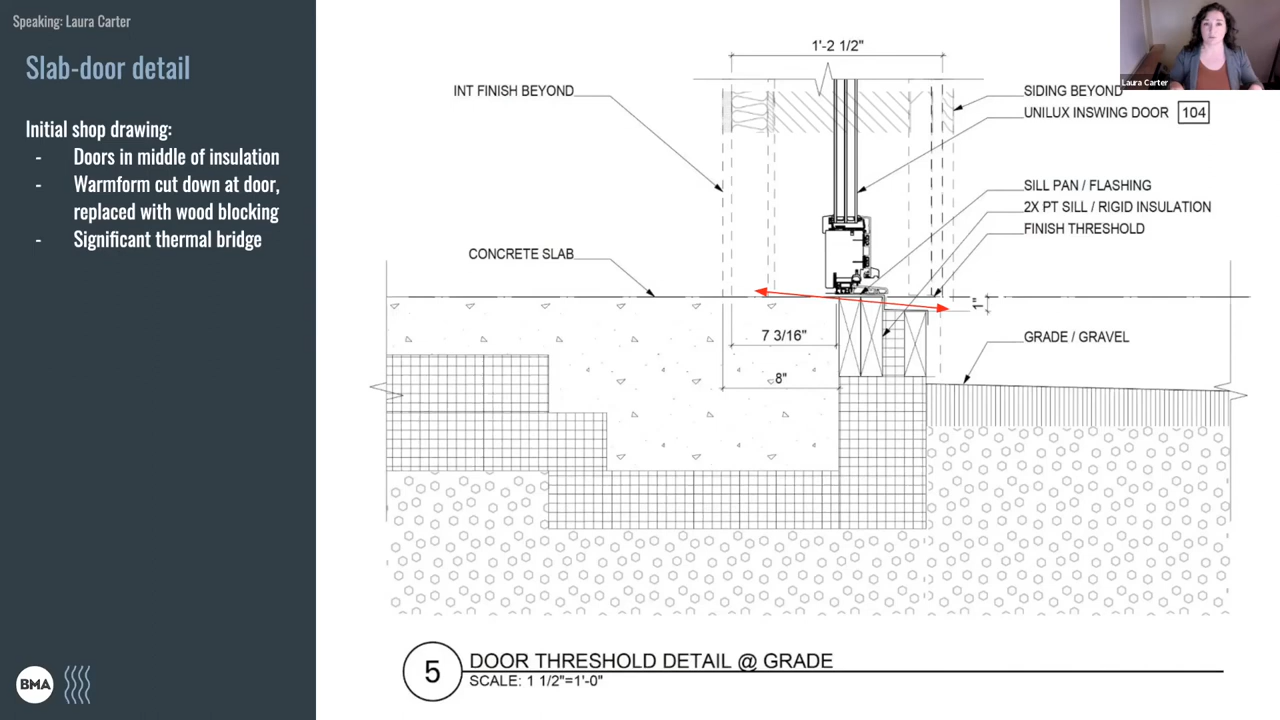 Speaking: Laura Carter
Slab-door detail
Initial shop drawing:
- Doors in middle of insulation
- Warmform cut down at door,
replaced with wood blocking
- Significant thermal bridge
BMA
1'-2 1/2"
INT FINISH BEYOND
SIDING BEYOND
UNILUX INSWING DOOR 104
SILL PAN / FLASHING
2X PT SILL / RIGID INSULATION
FINISH THRESHOLD
CONCRETE SLAB
1"
7 3/16"
8"
GRADE / GRAVEL
5
DOOR THRESHOLD DETAIL @ GRADE
SCALE: 1 1/2"=1'-0"
Laura Carter